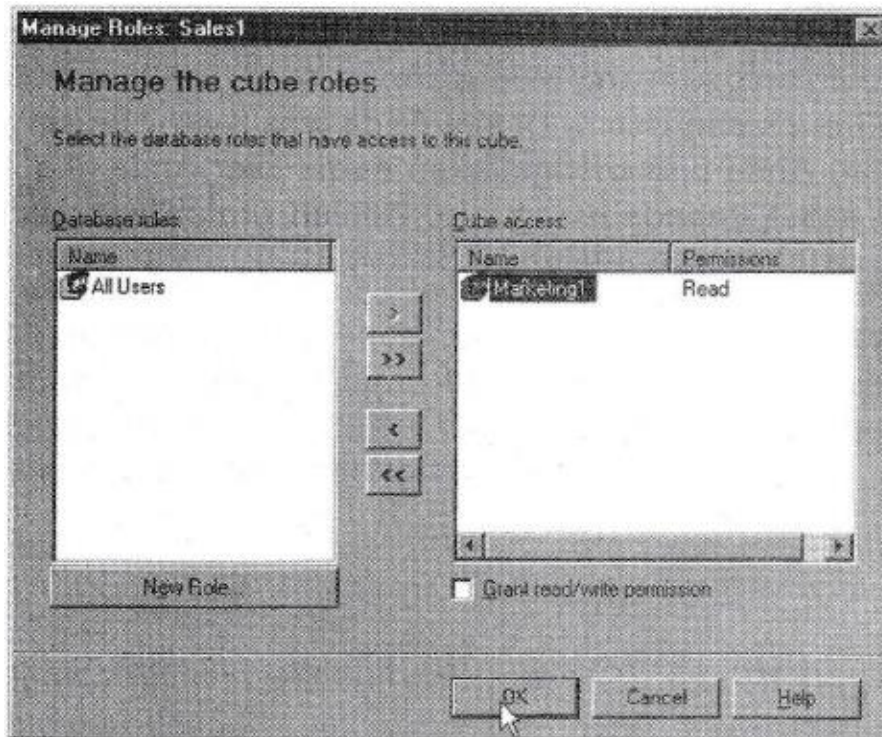 Manage Roles: Sales1
Manage the cube roles
Select the database roles that have access to this cube.
Database roles:
Name
All Users
New Role...
>
>>
<
<<
Cube access:
Name Permissions
Marketing1 Read
Grant read/write permission
OK Cancel Help